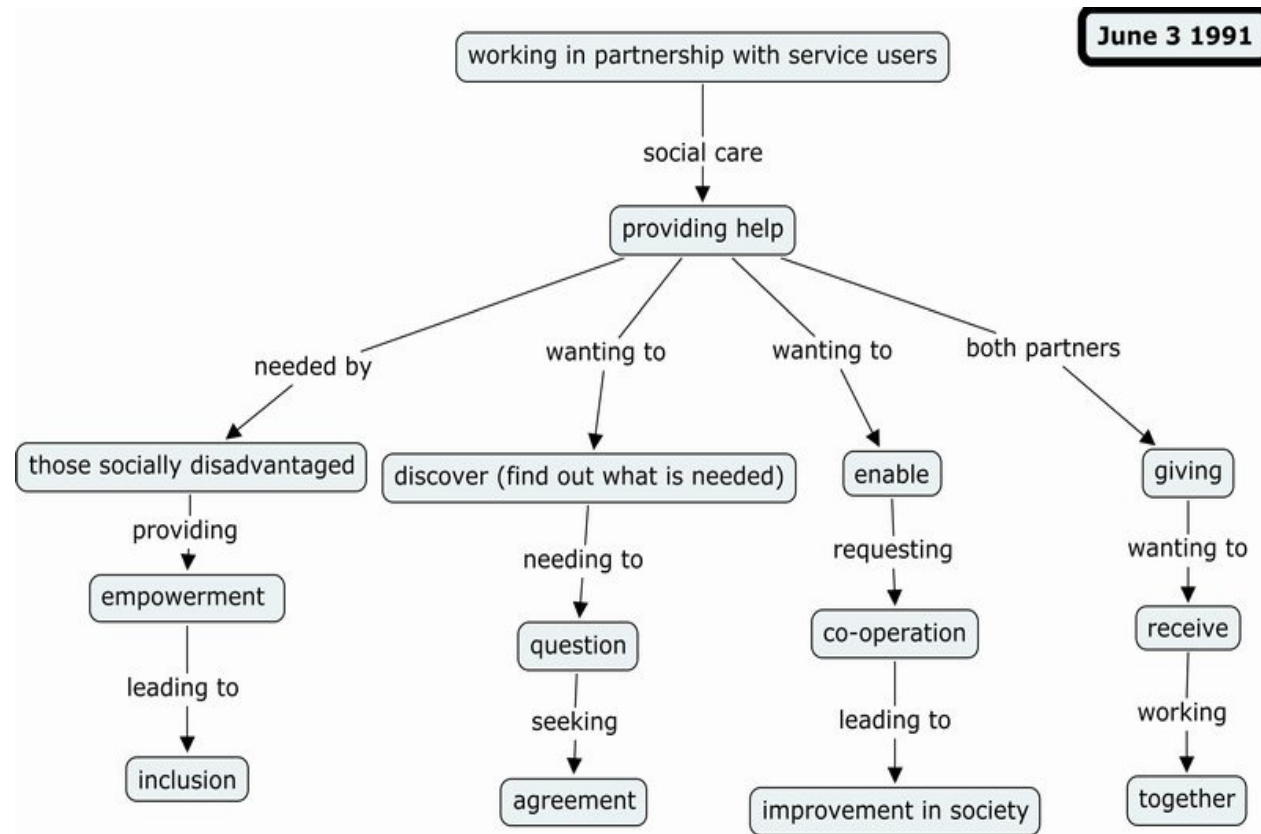 June 3 1991
working in partnership with service users
social care
providing help
needed by
wanting to
wanting to
both partners
those socially disadvantaged
discover (find out what is needed)
enable
giving
providing
needing to
requesting
wanting to
empowerment
question
co-operation
receive
leading to
seeking
leading to
working
inclusion
agreement
improvement in society
together